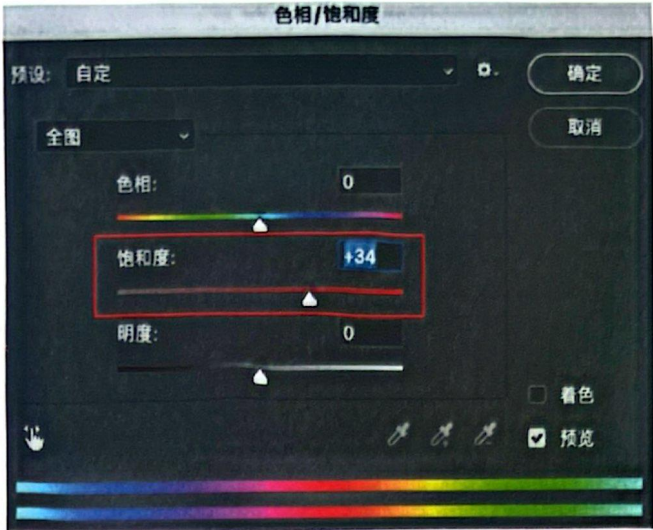 色相/饱和度
预设: 自定
确定
全图
取消
色相: 0
饱和度: +34
明度: 0
着色
预览